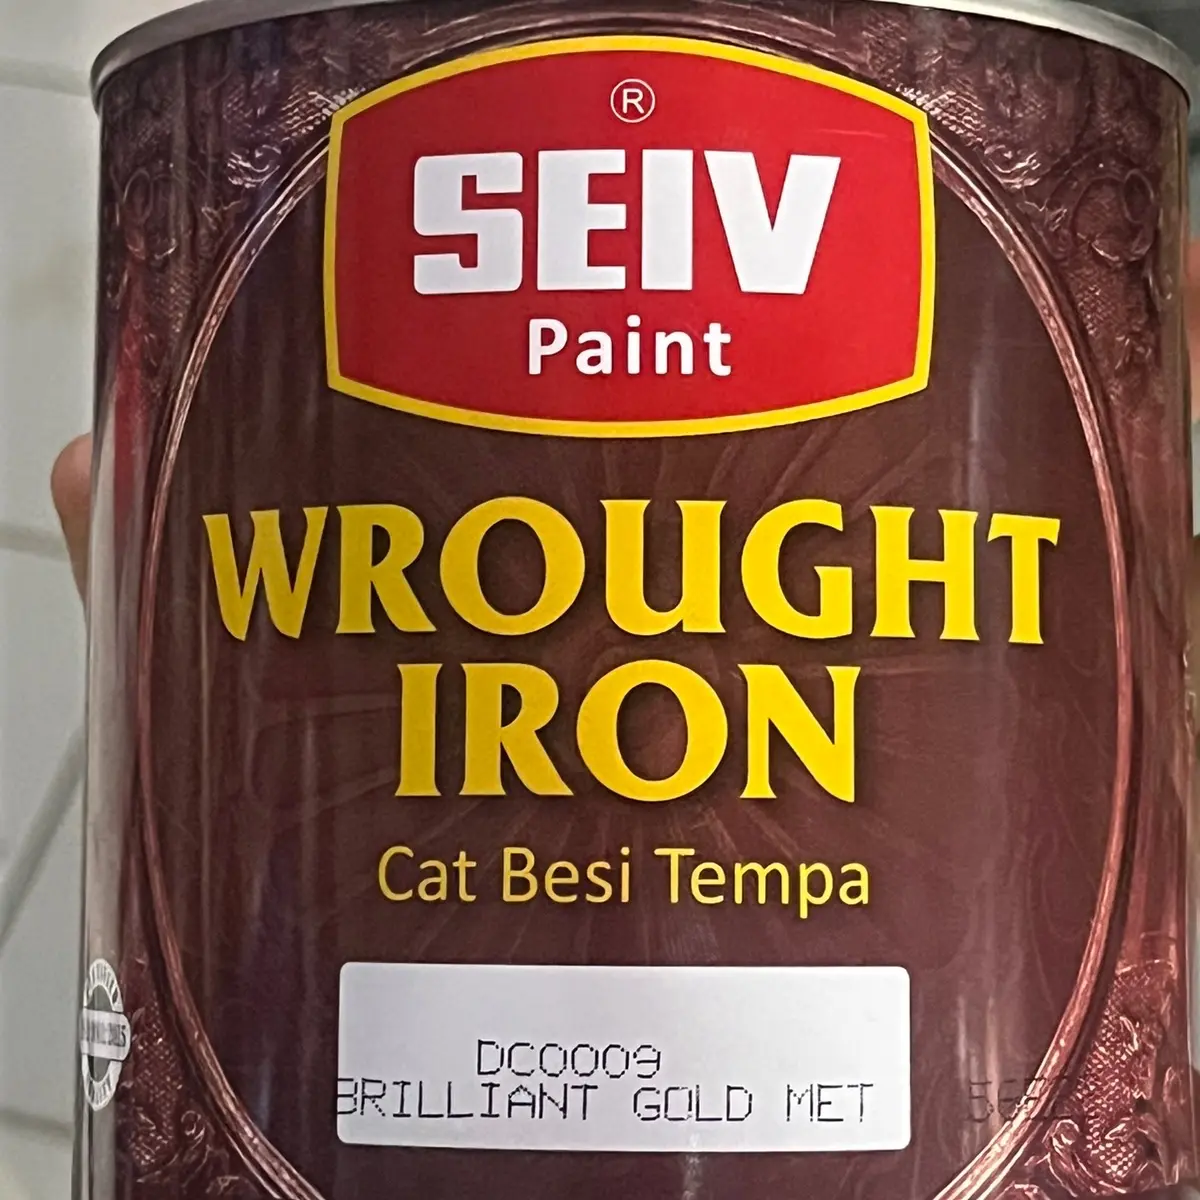 ®
SEIV
Paint
WROUGHT
IRON
Cat Besi Tempa
DC0009
BRILLIANT GOLD MET